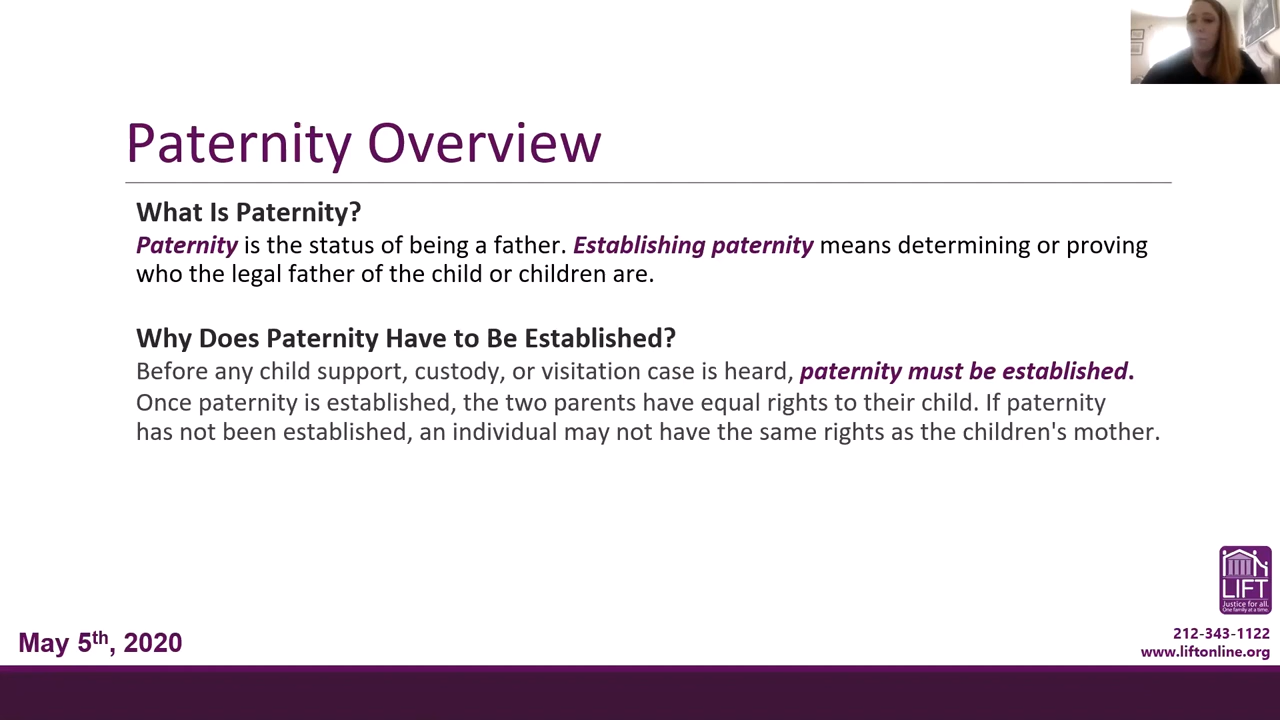 Paternity Overview
What Is Paternity?
Paternity is the status of being a father. Establishing paternity means determining or proving
who the legal father of the child or children are.
Why Does Paternity Have to Be Established?
Before any child support, custody, or visitation case is heard, paternity must be established.
Once paternity is established, the two parents have equal rights to their child. If paternity
has not been established, an individual may not have the same rights as the children's mother.
LIFT
Justice for all.
One family at a time.
212-343-1122
www.liftonline.org
May 5th, 2020